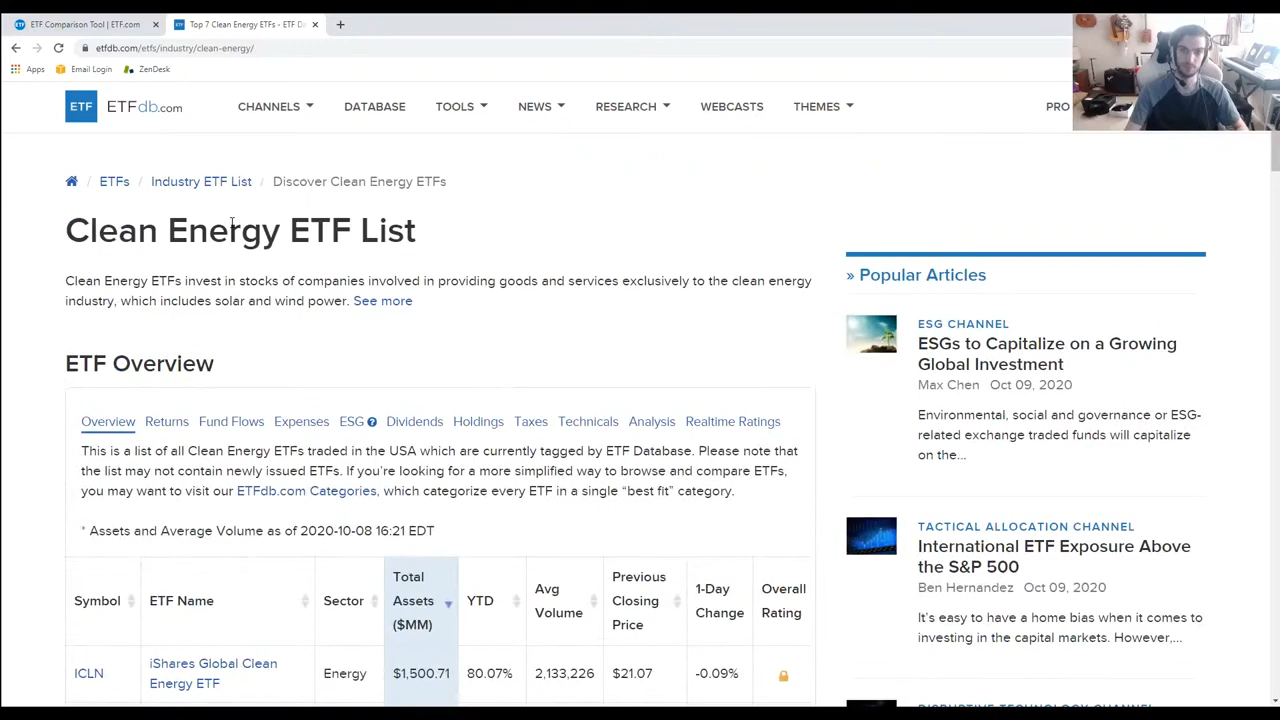 ETF Comparison Tool | ETF.com
Top 7 Clean Energy ETFs - ETF Da
etfdb.com/etfs/industry/clean-energy/
Apps
Email Login
ZenDesk
ETF
ETFdb.com
CHANNELS
DATABASE
TOOLS
NEWS
RESEARCH
WEBCASTS
THEMES
PRO
/ ETFs / Industry ETF List / Discover Clean Energy ETFs
Clean Energy ETF List
Clean Energy ETFs invest in stocks of companies involved in providing goods and services exclusively to the clean energy
industry, which includes solar and wind power. See more
ETF Overview
Overview Returns Fund Flows Expenses ESG Dividends Holdings Taxes Technicals Analysis Realtime Ratings
This is a list of all Clean Energy ETFs traded in the USA which are currently tagged by ETF Database. Please note that
the list may not contain newly issued ETFs. If you're looking for a more simplified way to browse and compare ETFs,
you may want to visit our ETFdb.com Categories, which categorize every ETF in a single “best fit” category.
* Assets and Average Volume as of 2020-10-08 16:21 EDT
Symbol
ETF Name
Sector
Total
Assets
($MM)
YTD
Avg
Volume
Previous
Closing
Price
1-Day
Change
Overall
Rating
ICLN
iShares Global Clean
Energy ETF
Energy
$1,500.71
80.07%
2,133,226
$21.07
-0.09%
» Popular Articles
ESG CHANNEL
ESGs to Capitalize on a Growing
Global Investment
Max Chen Oct 09, 2020
Environmental, social and governance or ESG-
related exchange traded funds will capitalize
on the...
TACTICAL ALLOCATION CHANNEL
International ETF Exposure Above
the S&P 500
Ben Hernandez Oct 09, 2020
It's easy to have a home bias when it comes to
investing in the capital markets. However,...
DISRUPTIVE TECHNOLOGY CHANNEL